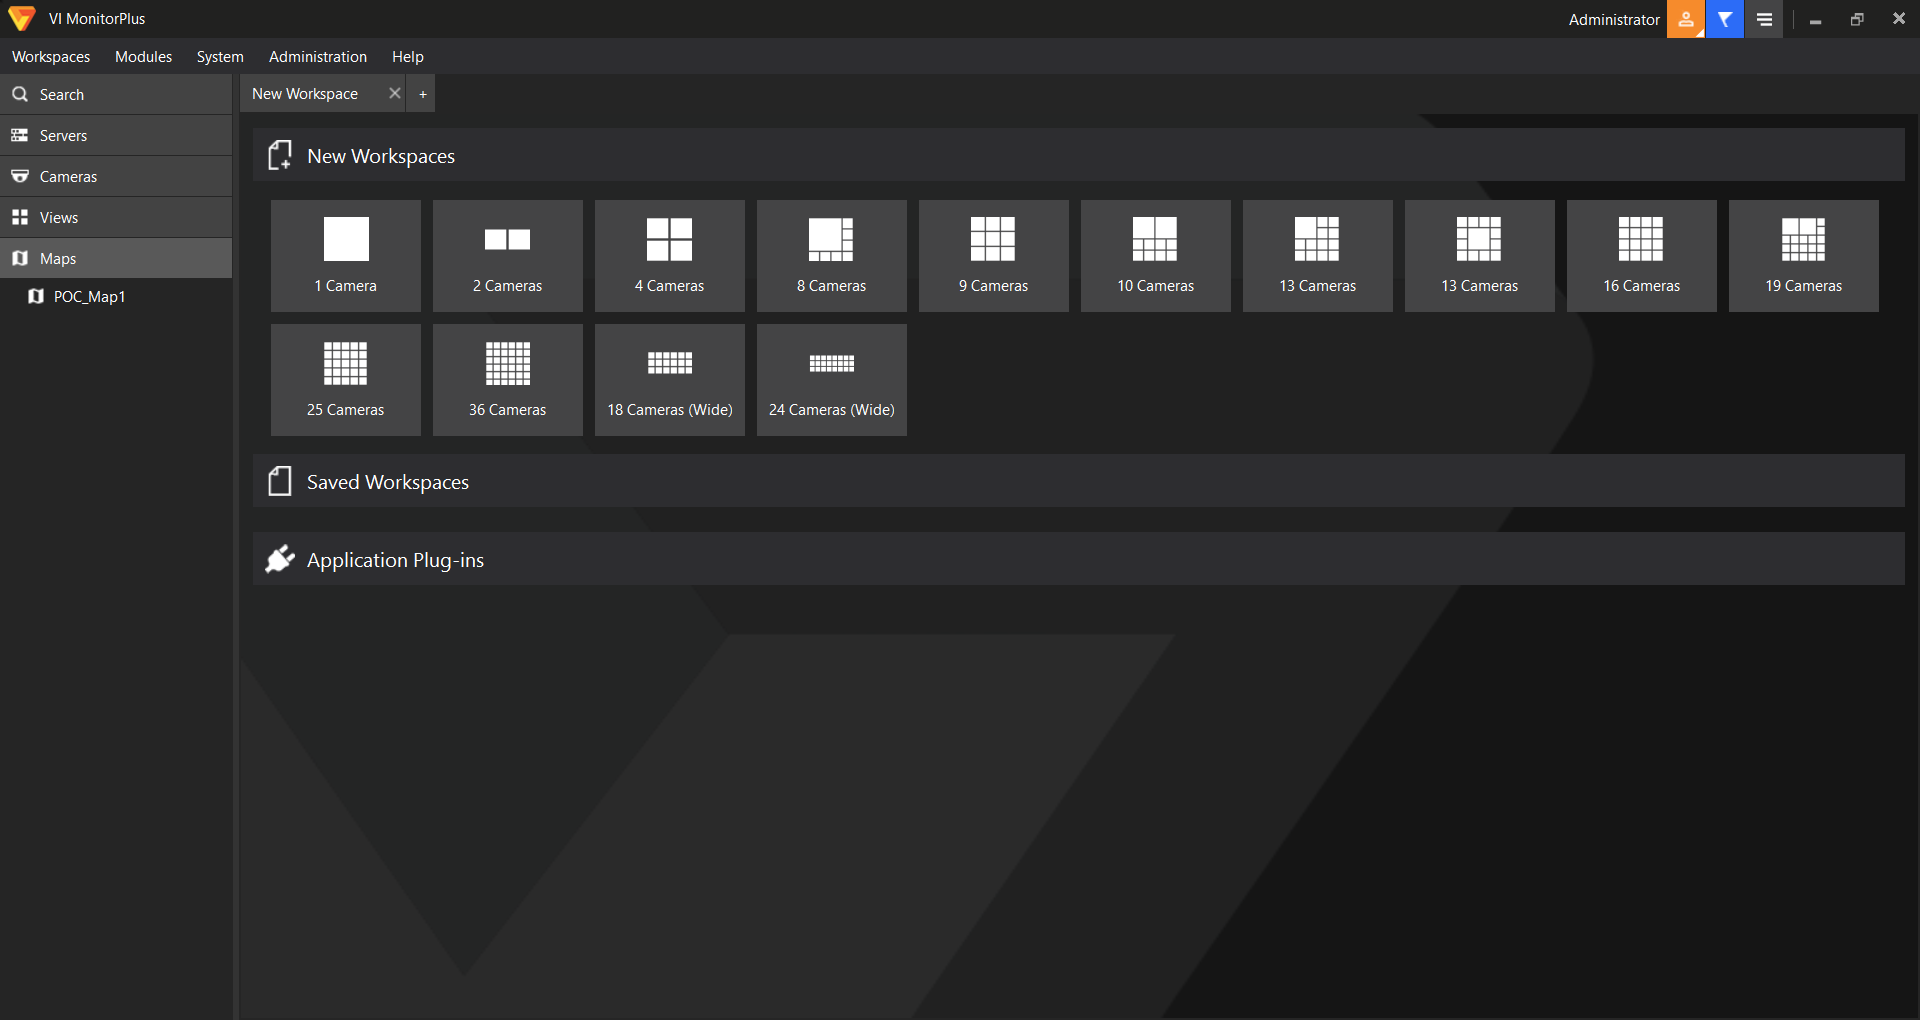 VI MonitorPlus
Administrator
Workspaces Modules System Administration Help
Search
Servers
Cameras
Views
Maps
POC_Map1
New Workspace +
New Workspaces
1 Camera
2 Cameras
4 Cameras
8 Cameras
9 Cameras
10 Cameras
13 Cameras
13 Cameras
16 Cameras
19 Cameras
25 Cameras
36 Cameras
18 Cameras (Wide)
24 Cameras (Wide)
Saved Workspaces
Application Plug-ins